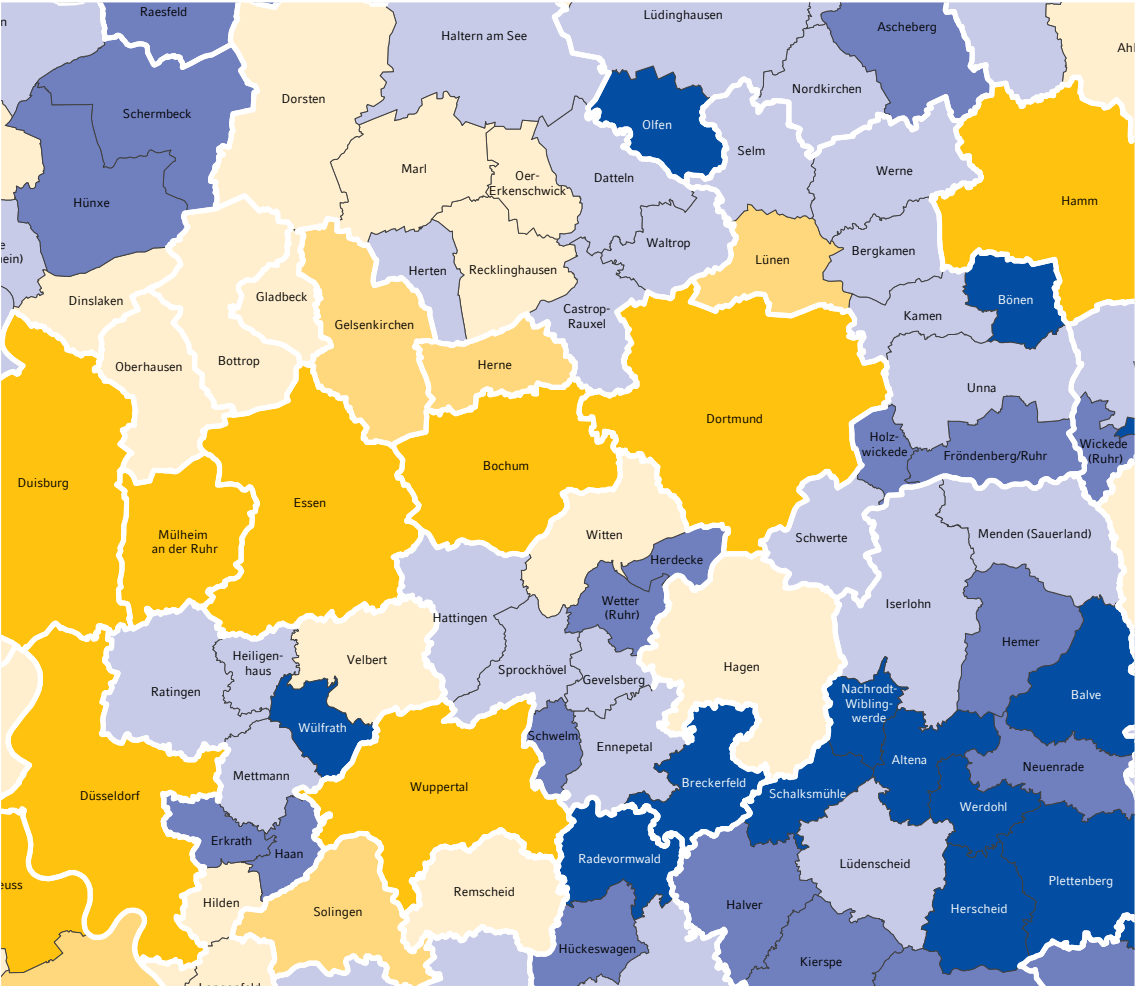 Raesfeld
Haltern am See
Lüdinghausen
Ascheberg
Dorsten
Nordkirchen
Schermbeck
Olfen
Selm
Marl
Oer-
Erkenschwick
Datteln
Werne
Hünxe
Hamm
Waltrop
Bergkamen
Lünen
Herten
Recklinghausen
ein)
Dinslaken
Gladbeck
Bönen
Gelsenkirchen
Castrop-
Rauxel
Kamen
Oberhausen
Bottrop
Herne
Unna
Dortmund
Holz-
wickede
Wickede
(Ruhr)
Fröndenberg/Ruhr
Bochum
Duisburg
Essen
Mülheim
an der Ruhr
Witten
Schwerte
Menden (Sauerland)
Herdecke
Wetter
(Ruhr)
Iserlohn
Hattingen
Hemer
Heiligen-
haus
Velbert
Hagen
Sprockhövel
Gevelsberg
Ratingen
Nachrodt-
Wibling-
werde
Balve
Wülfrath
Schwelm
Ennepetal
Altena
Neuenrade
Mettmann
Breckerfeld
Wuppertal
Düsseldorf
Schalksmühle
Werdohl
Erkrath
Haan
Radevormwald
Lüdenscheid
Plettenberg
euss
Remscheid
Hilden
Halver
Herscheid
Solingen
Hückeswagen
Kierspe